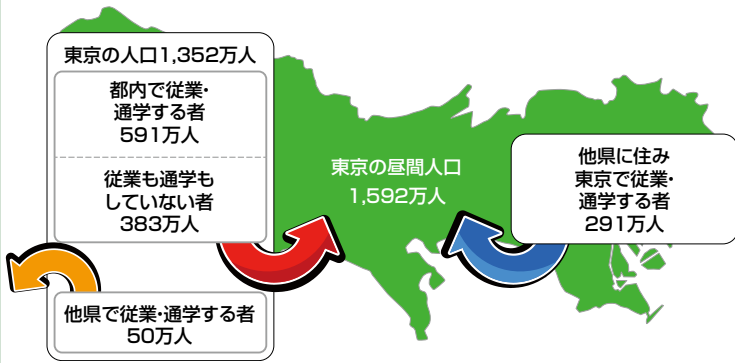 東京の人口1,352万人
都内で従業・
通学する者
591万人
従業も通学も
していない者
383万人
他県で従業・通学する者
50万人
東京の昼間人口
1,592万人
他県に住み
東京で従業・
通学する者
291万人